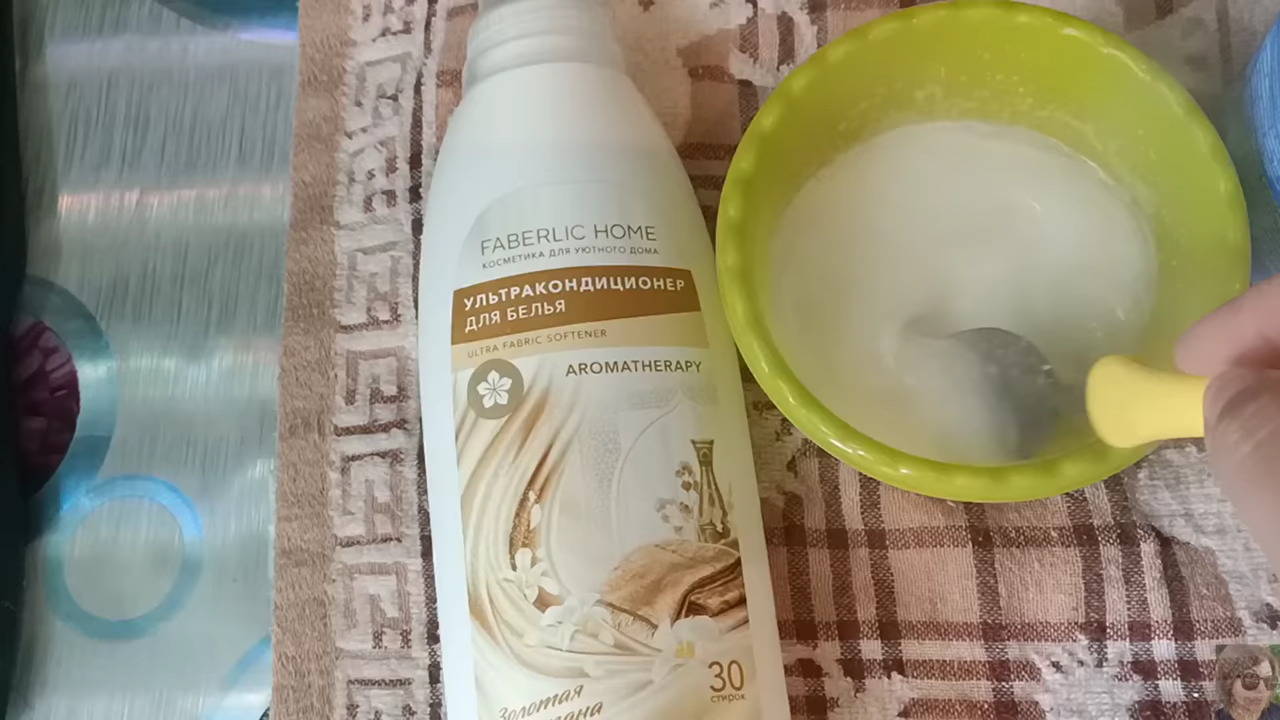 FABERLIC HOME
КОСМЕТИКА ДЛЯ УЮТНОГО ДОМА
УЛЬТРАКОНДИЦИОНЕР
ДЛЯ БЕЛЬЯ
ULTRA FABRIC SOFTENER
AROMATHERAPY
30
стирок
Золотая